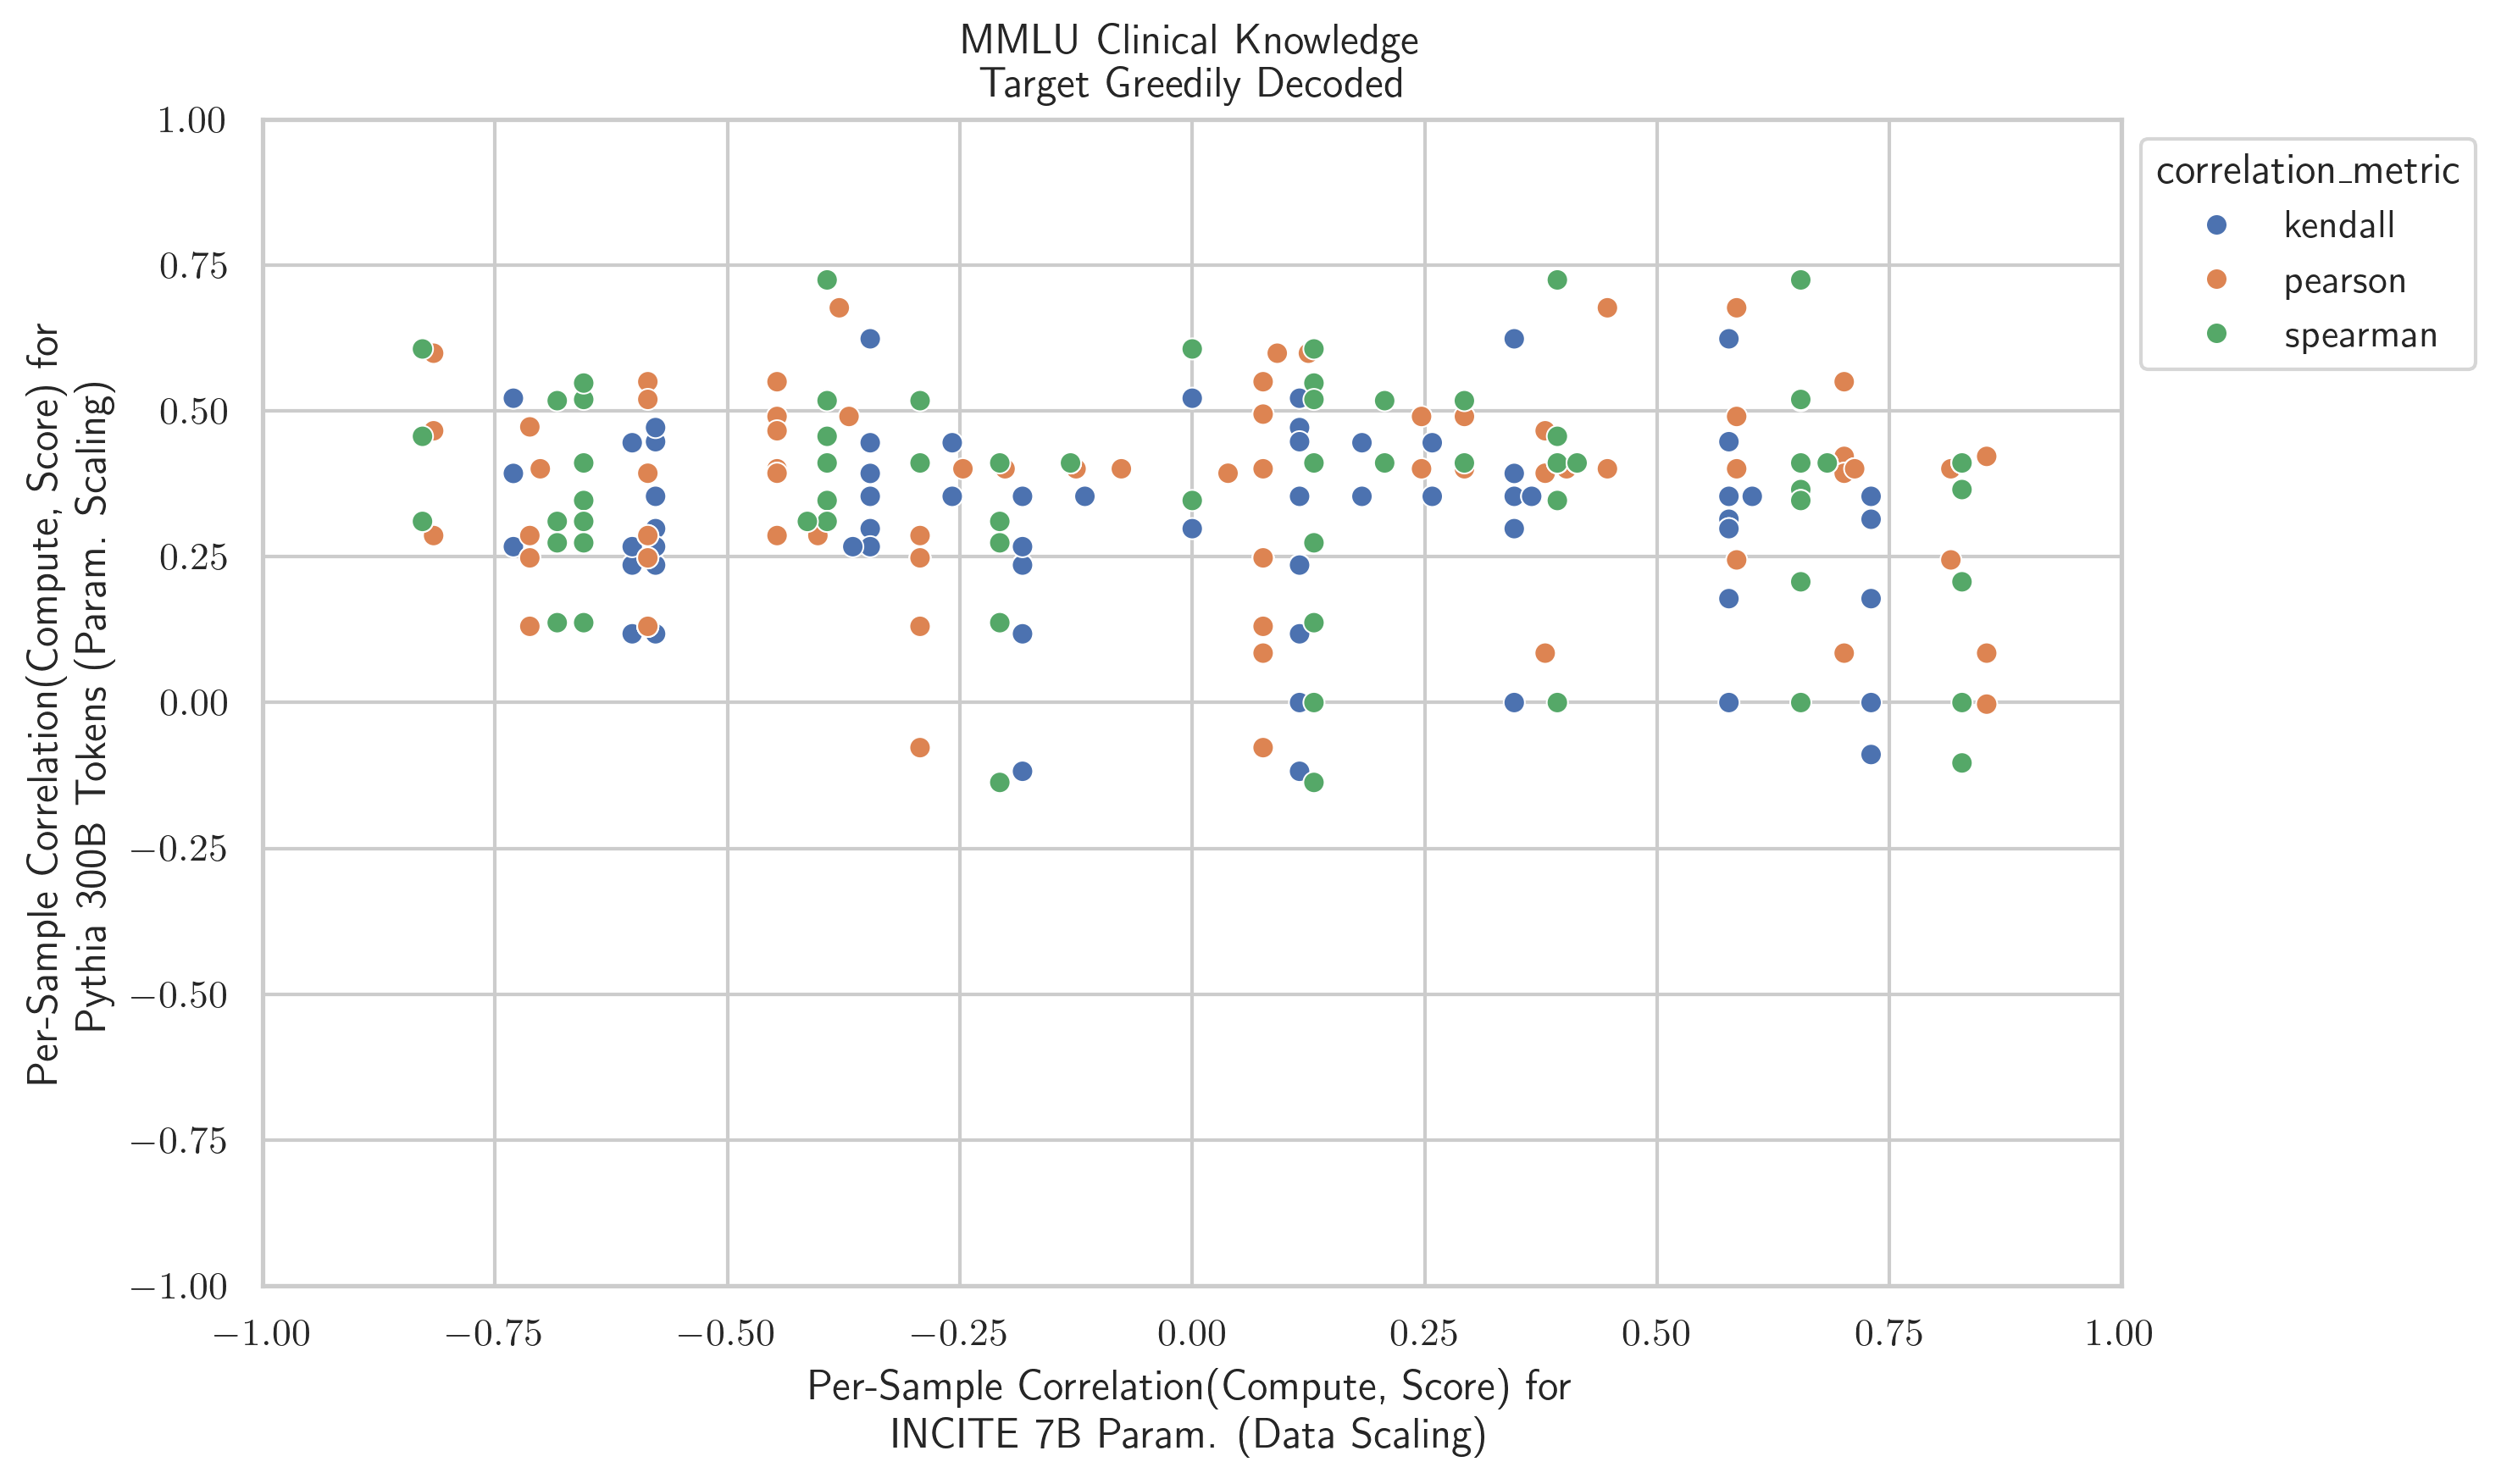 MMLU Clinical Knowledge
Target Greedily Decoded
Per-Sample Correlation(Compute, Score) for
Pythia 300B Tokens (Param. Scaling)
1.00
0.75
0.50
0.25
0.00
−0.25
−0.50
−0.75
−1.00
−1.00
−0.75
−0.50
−0.25
0.00
0.25
0.50
0.75
1.00
Per-Sample Correlation(Compute, Score) for
INCITE 7B Param. (Data Scaling)
correlation_metric
kendall
pearson
spearman